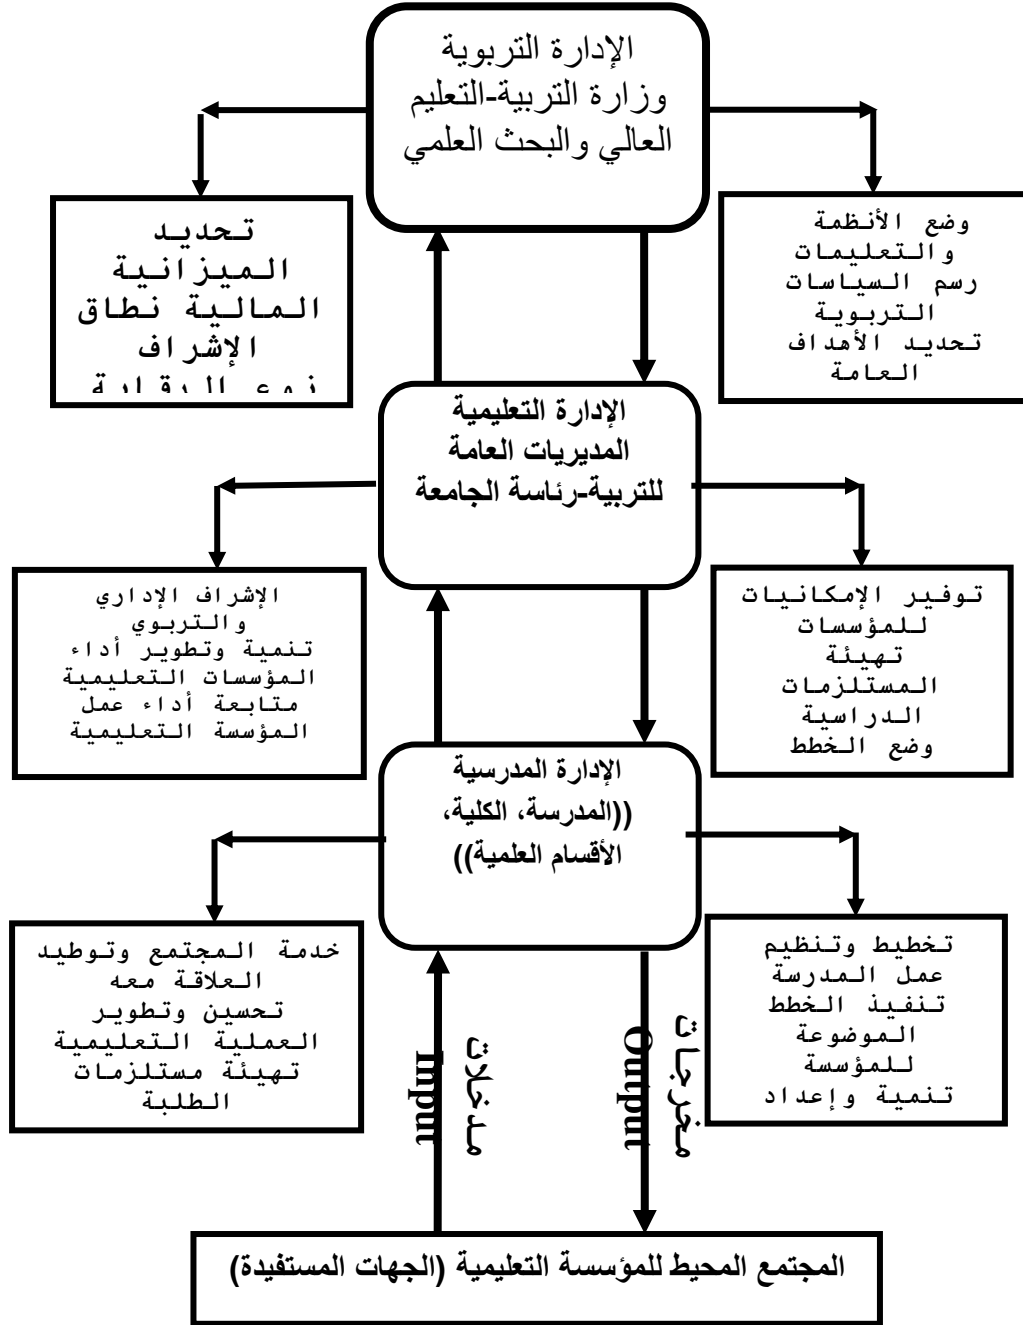 الإدارة التربوية
وزارة التربية-التعليم
العالي والبحث العلمي
وضع الأنظمة
والتعليمات
رسم السياسات
التربوية
تحديد الأهداف
العامة
تحديد
الميزانية
المالية نطاق
الإشراف
نوع الرقابة
الإدارة التعليمية
المديريات العامة
للتربية-رئاسة الجامعة
توفير الإمكانيات
للمؤسسات
تهيئة
المستلزمات
الدراسية
وضع الخطط
الإشراف الإداري
والتربوي
تنمية وتطوير أداء
المؤسسات التعليمية
متابعة أداء عمل
المؤسسة التعليمية
الإدارة المدرسية
((المدرسة، الكلية،
الأقسام العلمية))
تخطيط وتنظيم
عمل المدرسة
تنفيذ الخطط
الموضوعة
للمؤسسة
تنمية وإعداد
خدمة المجتمع وتوطيد
العلاقة معه
تحسين وتطوير
العملية التعليمية
تهيئة مستلزمات
الطلبة
مخرجات
Output
مدخلات
Input
المجتمع المحيط للمؤسسة التعليمية (الجهات المستفيدة)